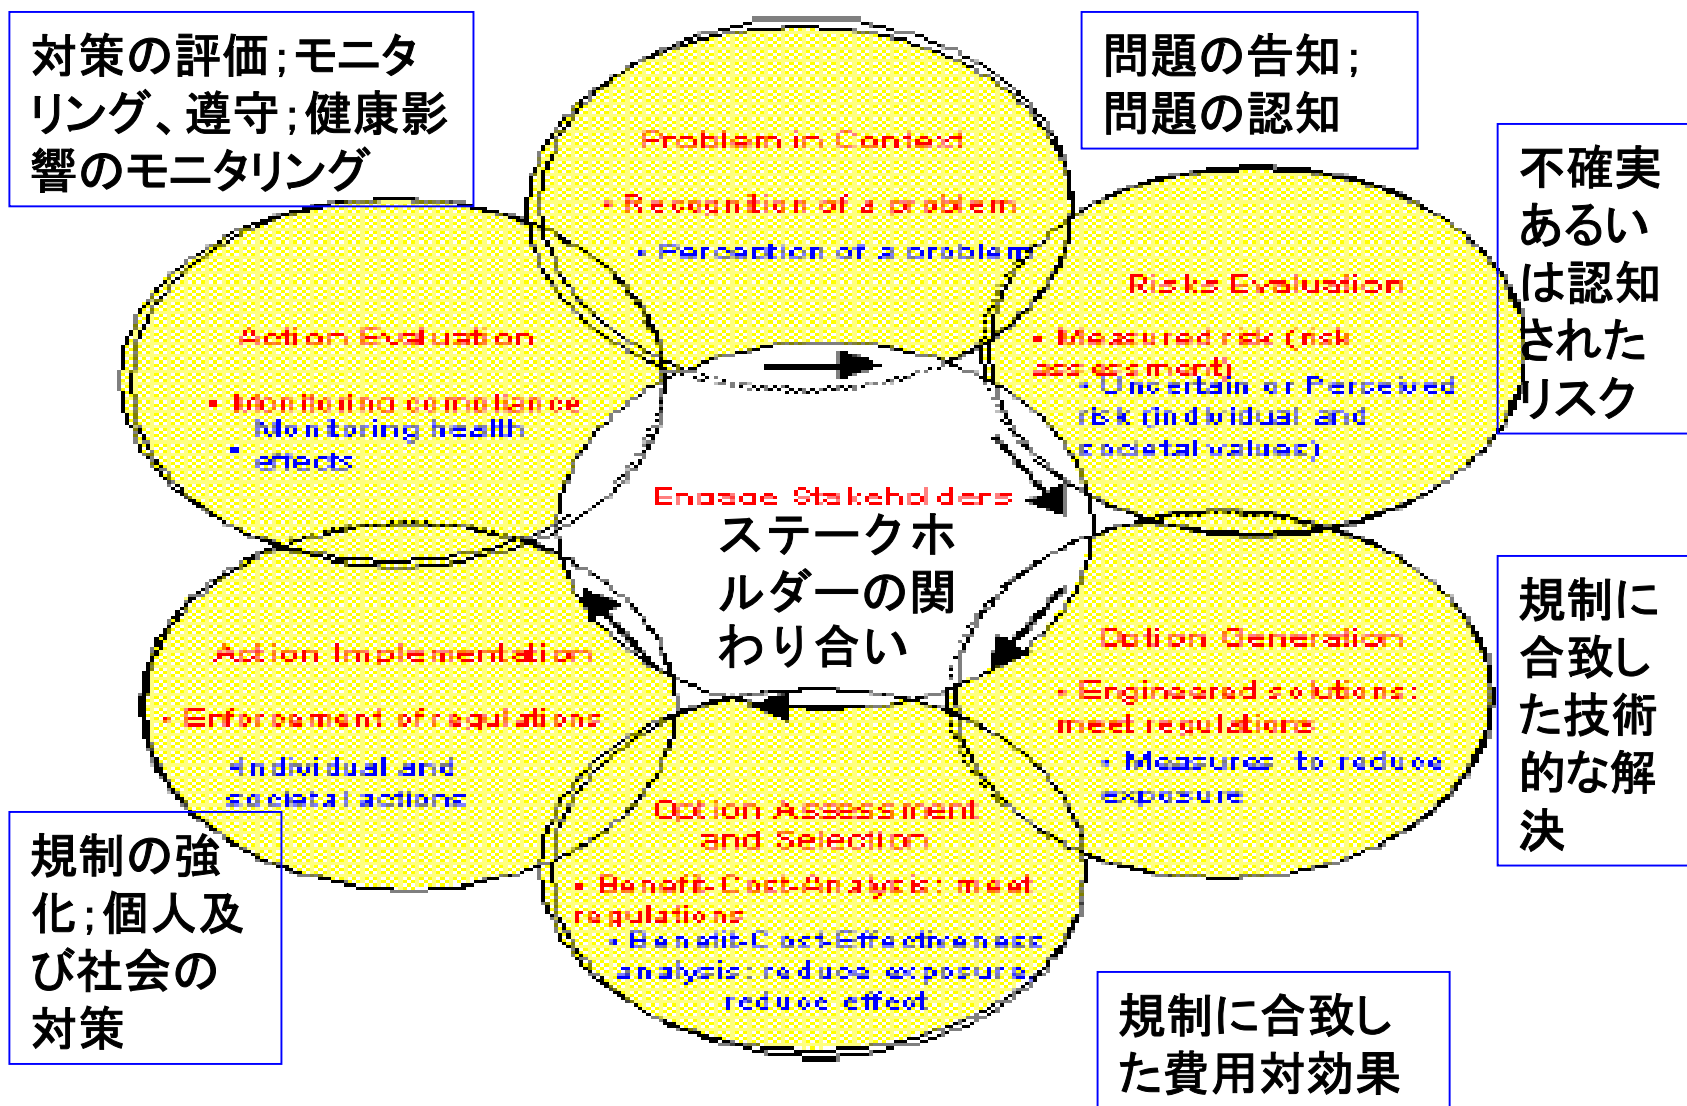 対策の評価;モニタ
リング、遵守;健康影
響のモニタリング
問題の告知;
問題の認知
Problem in Context
• Recognition of a problem
• Perception of a problem
不確実
あるい
は認知
された
リスク
Risks Evaluation
• Measured risk (risk
assessment)
• Uncertain or Perceived
risk (individual and
societal values)
Action Evaluation
• Monitoring compliance
• Monitoring health
effects
Engage Stakeholders
ステークホ
ルダーの関
わり合い
規制に
合致し
た技術
的な解
決
Option Generation
• Engineered solutions:
meet regulations
• Measures to reduce
exposure
Action Implementation
• Enforcement of regulations
•Individual and
societal actions
Option Assessment
and Selection
• Benefit-Cost-Analysis: meet
regulations
• Benefit-Cost-Effectiveness
analysis: reduce exposure,
reduce effect
規制の強
化;個人及
び社会の
対策
規制に合致し
た費用対効果